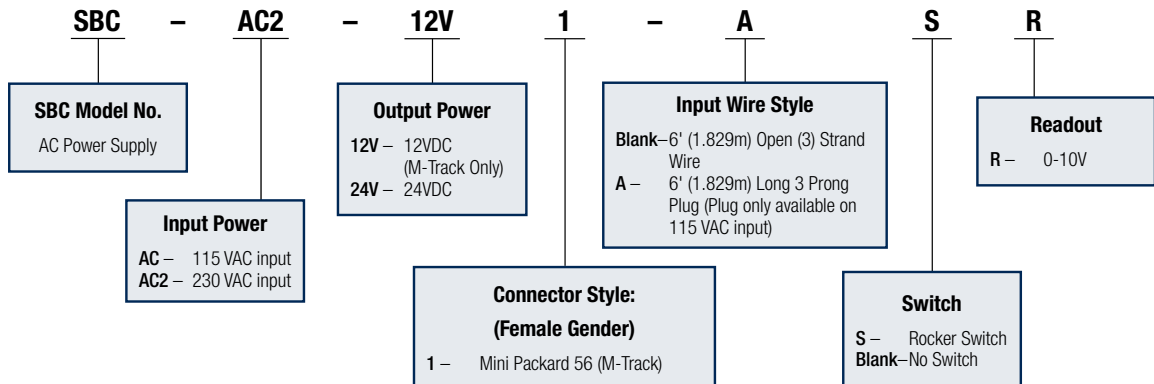 SBC – AC2 – 12V 1 – A S R
SBC Model No.
AC Power Supply
Input Power
AC – 115 VAC input
AC2 – 230 VAC input
Output Power
12V – 12VDC
(M-Track Only)
24V – 24VDC
Connector Style:
(Female Gender)
1 – Mini Packard 56 (M-Track)
Input Wire Style
Blank–6' (1.829m) Open (3) Strand
Wire
A – 6' (1.829m) Long 3 Prong
Plug (Plug only available on
115 VAC input)
Switch
S – Rocker Switch
Blank–No Switch
Readout
R – 0-10V